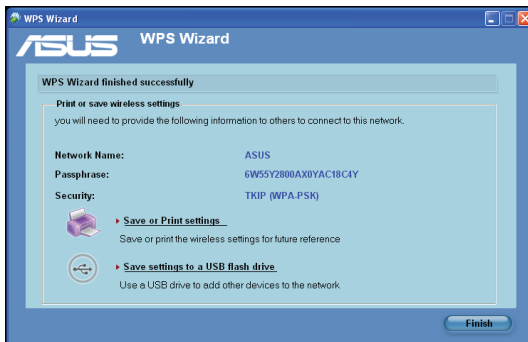 WPS Wizard
ASUS WPS Wizard
WPS Wizard finished successfully
Print or save wireless settings
you will need to provide the following information to others to connect to this network.
Network Name: ASUS
Passphrase: 6W55Y2800AX0YAC18C4Y
Security: TKIP (WPA-PSK)
Save or Print settings
Save or print the wireless settings for future reference
Save settings to a USB flash drive
Use a USB drive to add other devices to the network
Finish